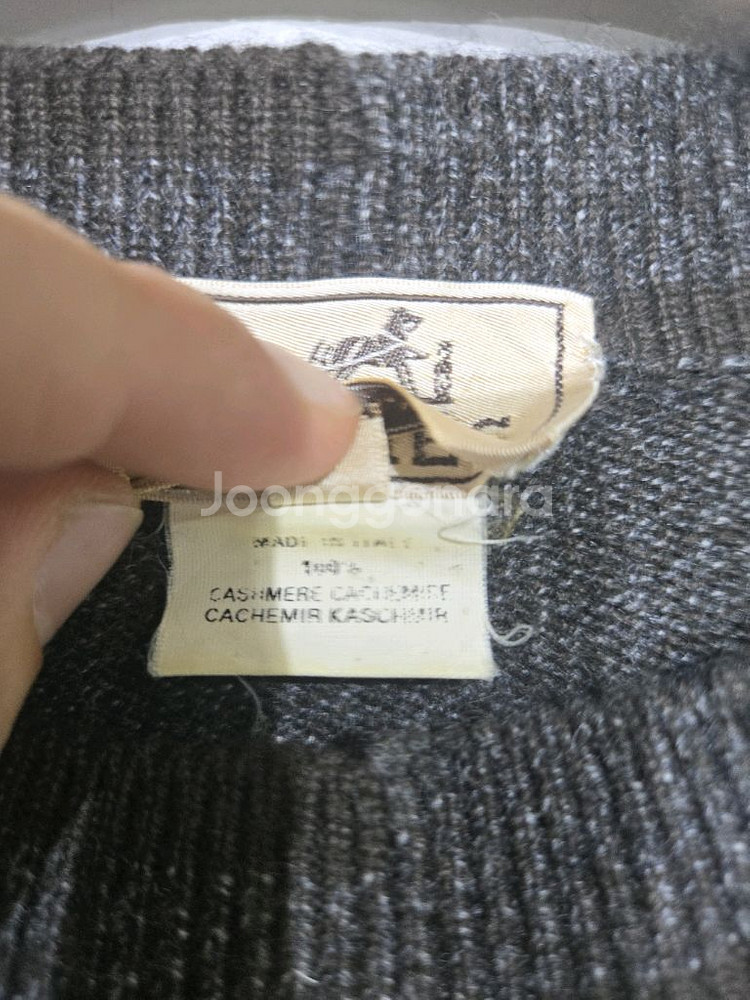 Joonggonara
MADE IN ITALY
100%
CASHMERE CACHEMIRE
CACHEMIR KASCHMIR